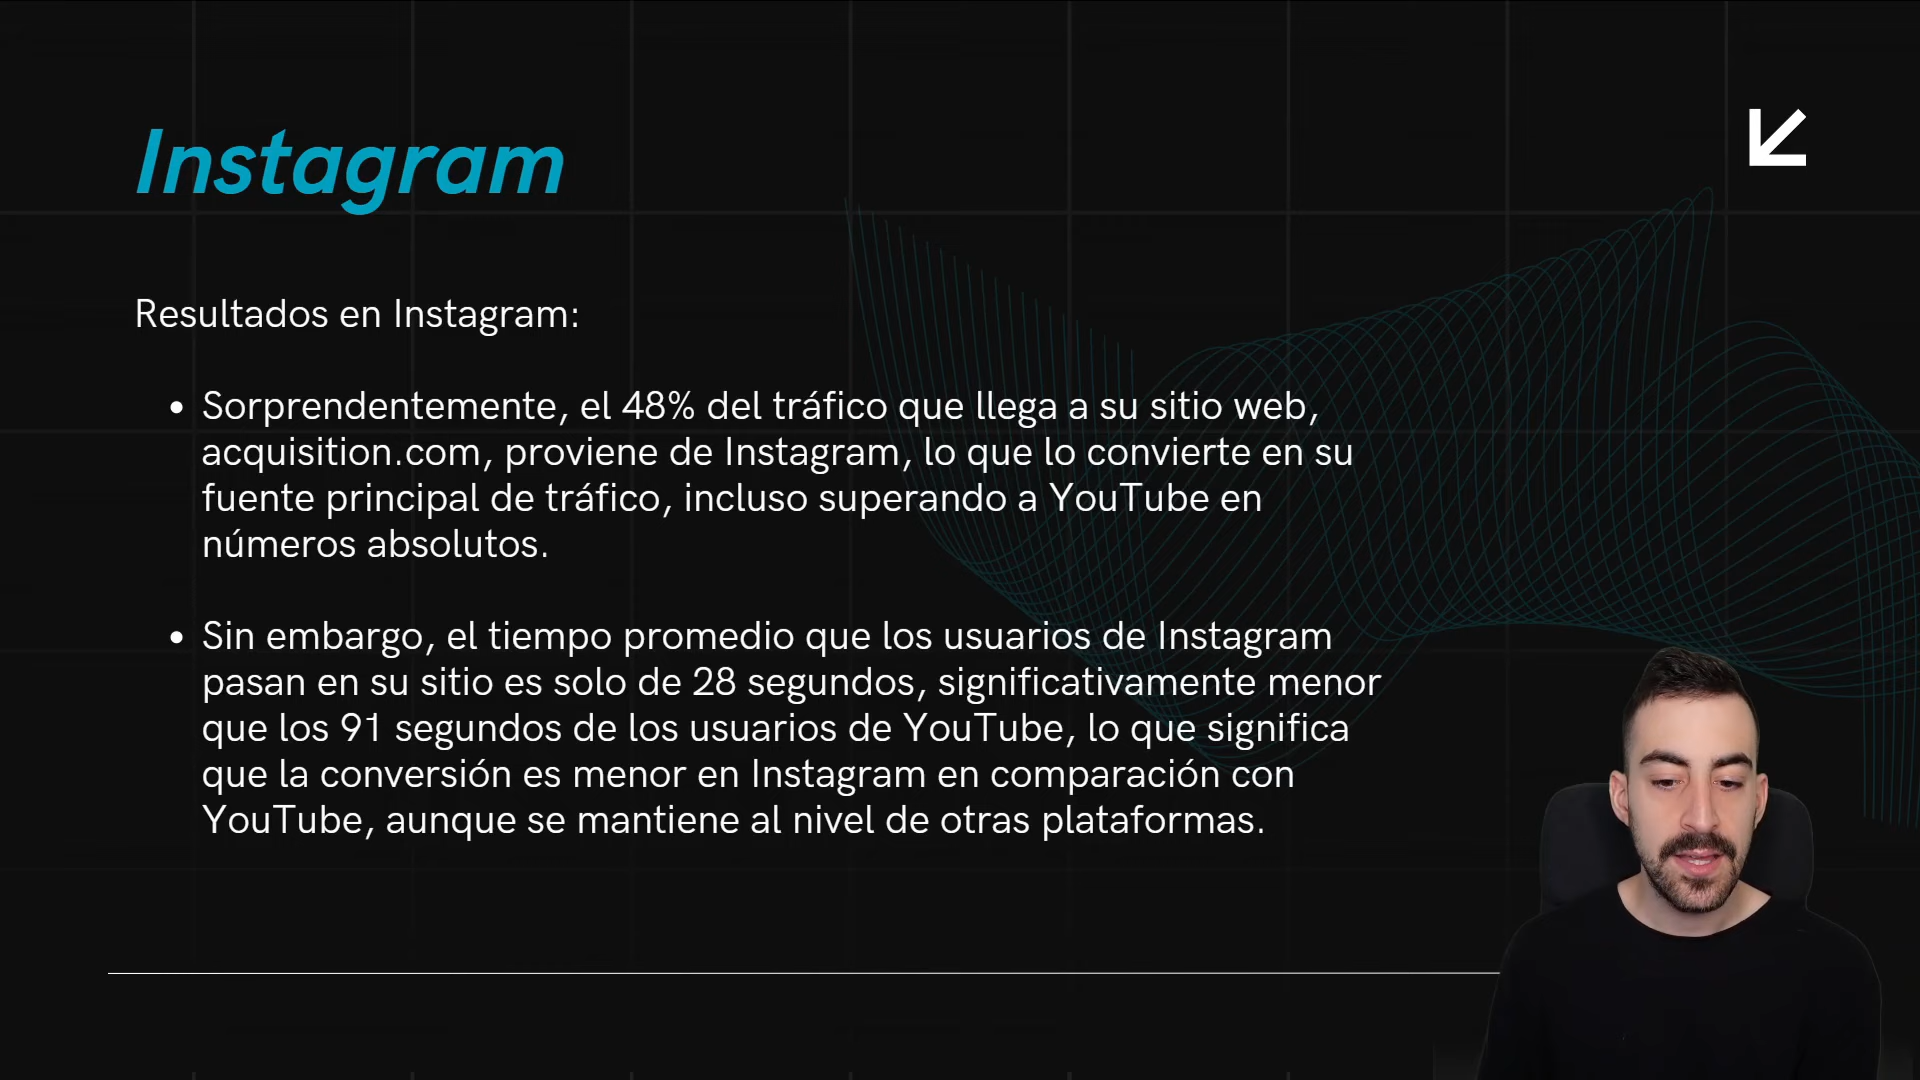 Instagram
Resultados en Instagram:
• Sorprendentemente, el 48% del tráfico que llega a su sitio web,
acquisition.com, proviene de Instagram, lo que lo convierte en su
fuente principal de tráfico, incluso superando a YouTube en
números absolutos.
• Sin embargo, el tiempo promedio que los usuarios de Instagram
pasan en su sitio es solo de 28 segundos, significativamente menor
que los 91 segundos de los usuarios de YouTube, lo que significa
que la conversión es menor en Instagram en comparación con
YouTube, aunque se mantiene al nivel de otras plataformas.